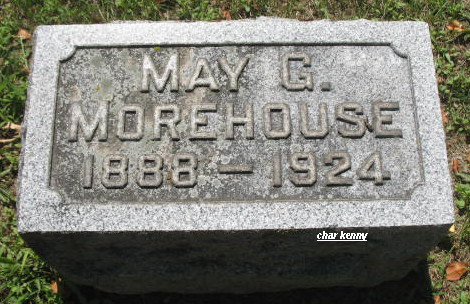 MAY G.
MOREHOUSE
1888 — 1924
char kenny